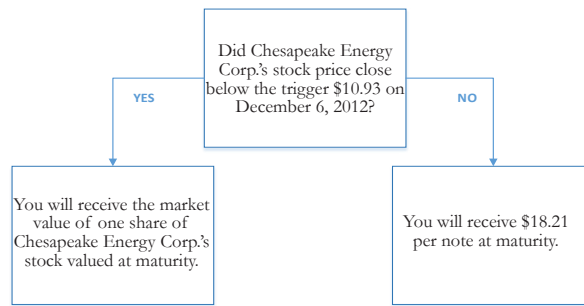 Did Chesapeake Energy
Corp.'s stock price close
below the trigger $10.93 on
December 6, 2012?
YES
NO
You will receive the market
value of one share of
Chesapeake Energy Corp.'s
stock valued at maturity.
You will receive $18.21
per note at maturity.